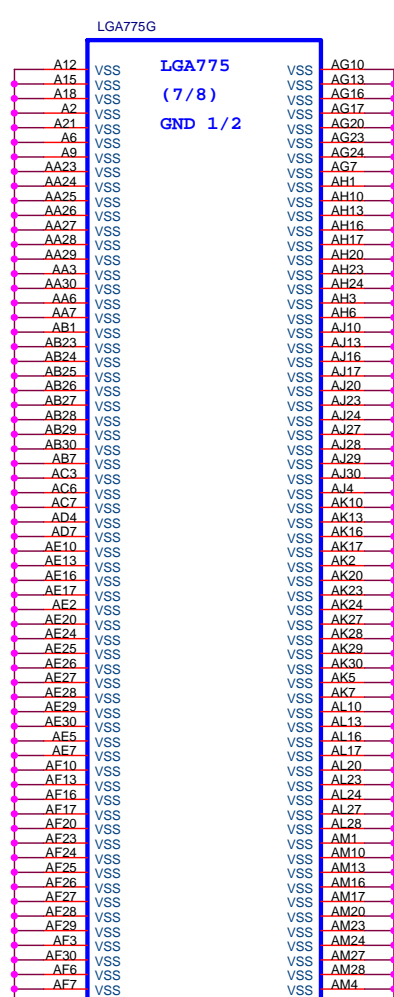 LGA775G
A12 VSS LGA775 VSS AG10
A15 VSS VSS AG13
A18 VSS (7/8) VSS AG16
A2 VSS VSS AG17
A21 VSS GND 1/2 VSS AG20
A6 VSS VSS AG23
A9 VSS VSS AG24
AA23 VSS VSS AG7
AA24 VSS VSS AH1
AA25 VSS VSS AH10
AA26 VSS VSS AH13
AA27 VSS VSS AH16
AA28 VSS VSS AH17
AA29 VSS VSS AH20
AA3 VSS VSS AH23
AA30 VSS VSS AH24
AA6 VSS VSS AH3
AA7 VSS VSS AH6
AB1 VSS VSS AJ10
AB23 VSS VSS AJ13
AB24 VSS VSS AJ16
AB25 VSS VSS AJ17
AB26 VSS VSS AJ20
AB27 VSS VSS AJ23
AB28 VSS VSS AJ24
AB29 VSS VSS AJ27
AB30 VSS VSS AJ28
AB7 VSS VSS AJ29
AC3 VSS VSS AJ30
AC6 VSS VSS AJ4
AC7 VSS VSS AK10
AD4 VSS VSS AK13
AD7 VSS VSS AK16
AE10 VSS VSS AK17
AE13 VSS VSS AK2
AE16 VSS VSS AK20
AE17 VSS VSS AK23
AE2 VSS VSS AK24
AE20 VSS VSS AK27
AE24 VSS VSS AK28
AE25 VSS VSS AK29
AE26 VSS VSS AK30
AE27 VSS VSS AK5
AE28 VSS VSS AK7
AE29 VSS VSS AL10
AE30 VSS VSS AL13
AE5 VSS VSS AL16
AE7 VSS VSS AL17
AF10 VSS VSS AL20
AF13 VSS VSS AL23
AF16 VSS VSS AL24
AF17 VSS VSS AL27
AF20 VSS VSS AL28
AF23 VSS VSS AM1
AF24 VSS VSS AM10
AF25 VSS VSS AM13
AF26 VSS VSS AM16
AF27 VSS VSS AM17
AF28 VSS VSS AM20
AF29 VSS VSS AM23
AF3 VSS VSS AM24
AF30 VSS VSS AM27
AF6 VSS VSS AM28
AF7 VSS VSS AM4